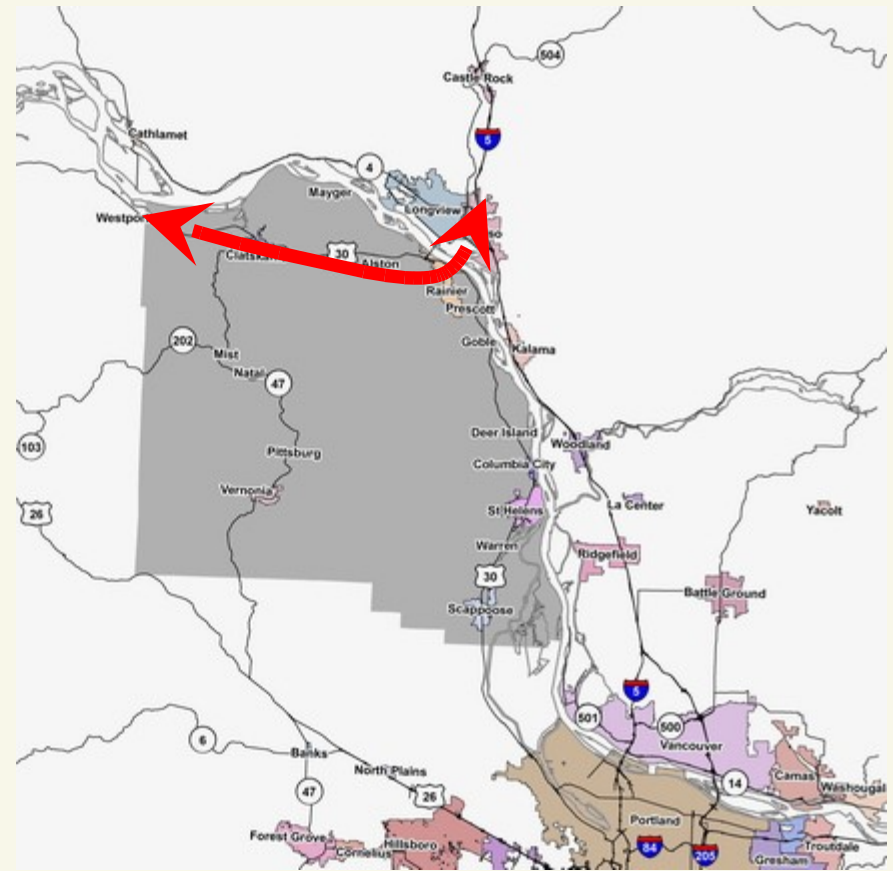 504
Castle Rock
5
Cathlamet
4
Mayger
Longview
Westpor
so
Clatskan
30
Alston
Rainier
Prescott
202
Goble
Kalama
Mist
Natal
47
Deer Island
103
Woodland
Pittsburg
Columbia City
Vernonia
26
St Helens
La Center
Yacolt
Warren
Ridgefield
30
Battle Ground
Scappoose
5
501
500
6
Vancouver
Banks
North Plains
14
Camas
47
26
Washougal
Portland
Forest Grove
Hillsboro
Cornelius
84
205
Troutdale
Gresham